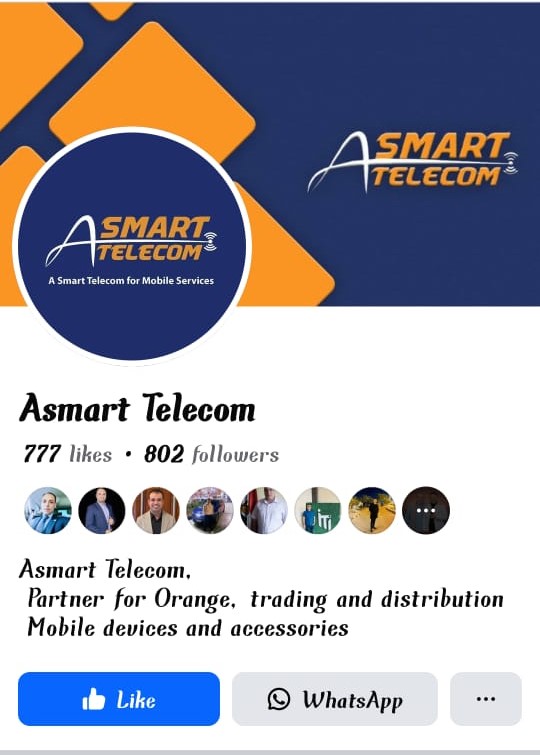 ASMART
TELECOM
ASMART
TELECOM
A Smart Telecom for Mobile Services
Asmart Telecom
777 likes • 802 followers
Asmart Telecom,
Partner for Orange, trading and distribution
Mobile devices and accessories
Like
WhatsApp